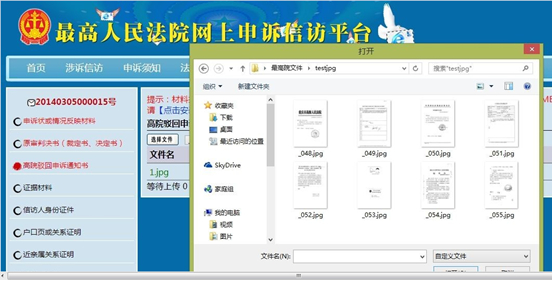 最高人民法院网上申诉信访平台
首页 涉诉信访 申诉须知
20140305000015号
申诉状或情况反映材料
原审判决书（裁定书、决定书）
高院驳回申诉通知书
证据材料
信访人身份证件
户口页或关系证明
近亲属关系证明
提示：材料
请【点击安
高院驳回申
选择文件
文件名
1.jpg
等待上传 0
打开
最高院文件 testjpg
搜索"testjpg"
组织 新建文件夹
收藏夹
下载
桌面
最近访问的位置
SkyDrive
家庭组
我的电脑
视频
图片
_048.jpg _049.jpg _050.jpg _051.jpg
_052.jpg _053.jpg _054.jpg _055.jpg
文件名(N): 自定义文件